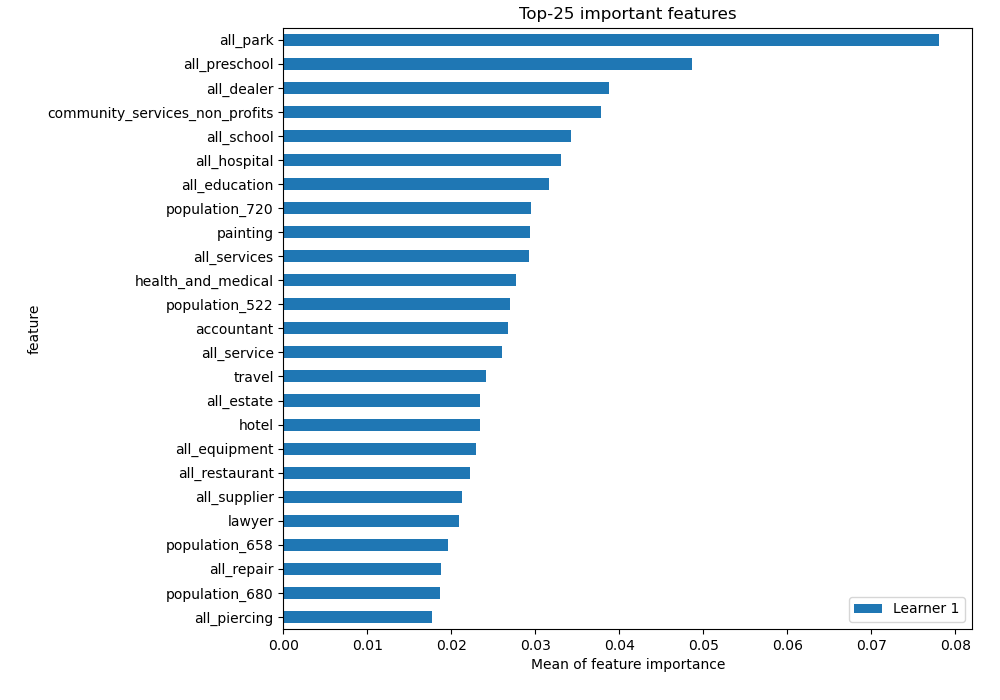 Top-25 important features
all_park
all_preschool
all_dealer
community_services_non_profits
all_school
all_hospital
all_education
population_720
painting
all_services
health_and_medical
population_522
accountant
all_service
travel
all_estate
hotel
all_equipment
all_restaurant
all_supplier
lawyer
population_658
all_repair
population_680
all_piercing
feature
Learner 1
0.00 0.01 0.02 0.03 0.04 0.05 0.06 0.07 0.08
Mean of feature importance